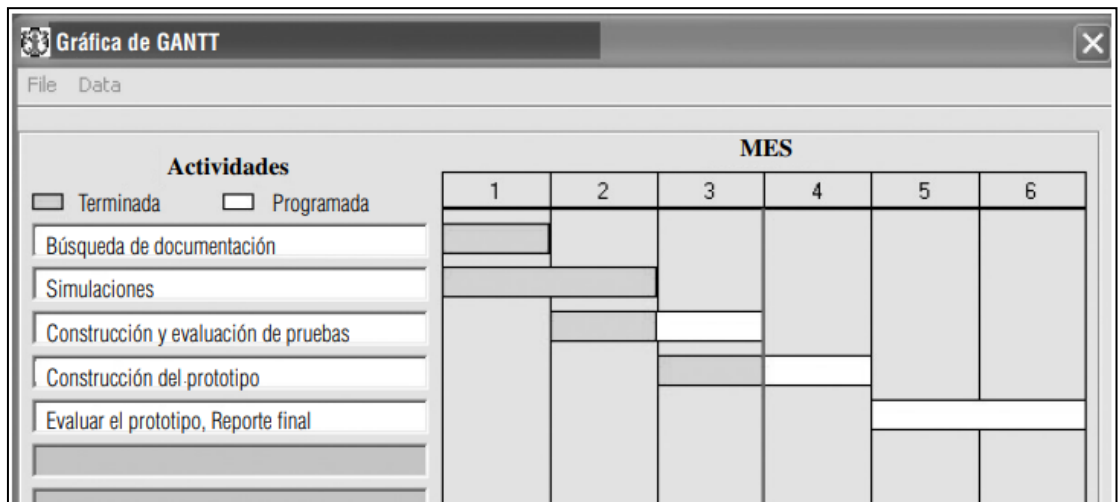 Gráfica de GANTT
File Data
MES
Actividades
Terminada Programada
1 2 3 4 5 6
Búsqueda de documentación
Simulaciones
Construcción y evaluación de pruebas
Construcción del prototipo
Evaluar el prototipo, Reporte final